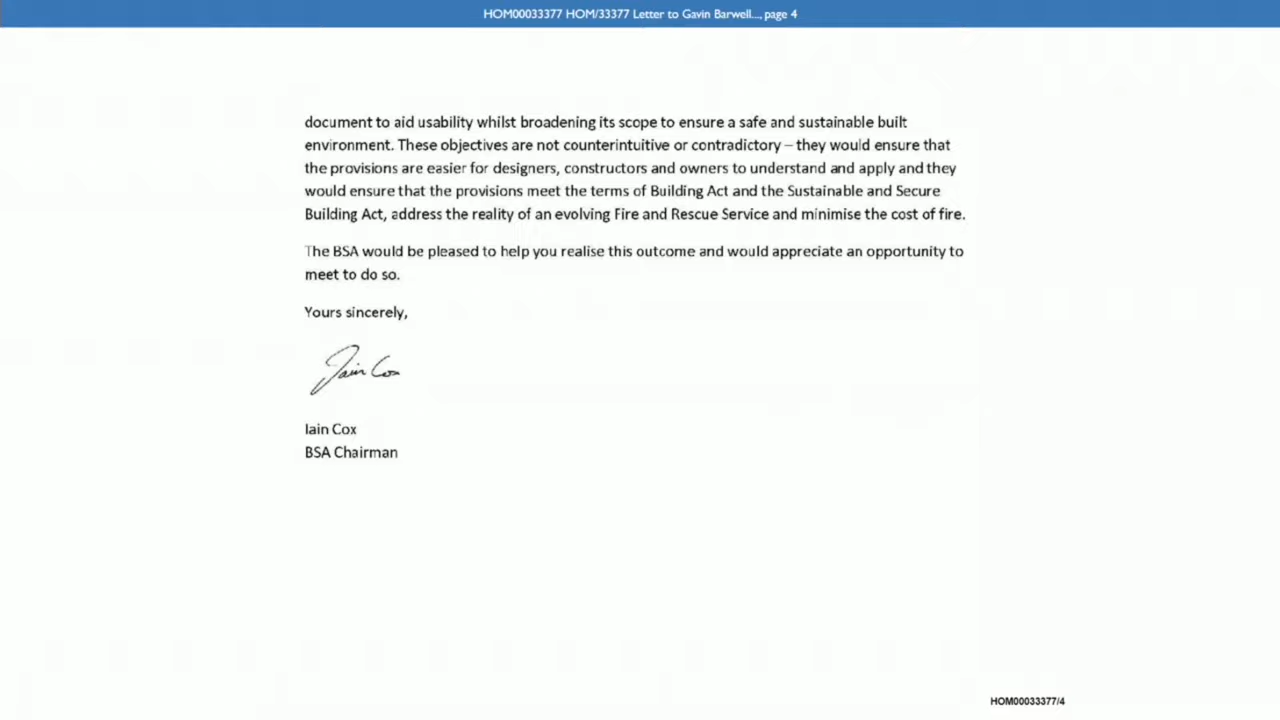 HOM00033377 HOM/33377 Letter to Gavin Barwell..., page 4
document to aid usability whilst broadening its scope to ensure a safe and sustainable built
environment. These objectives are not counterintuitive or contradictory – they would ensure that
the provisions are easier for designers, constructors and owners to understand and apply and they
would ensure that the provisions meet the terms of Building Act and the Sustainable and Secure
Building Act, address the reality of an evolving Fire and Rescue Service and minimise the cost of fire.
The BSA would be pleased to help you realise this outcome and would appreciate an opportunity to
meet to do so.
Yours sincerely,
Iain Cox
Iain Cox
BSA Chairman
HOM00033377/4